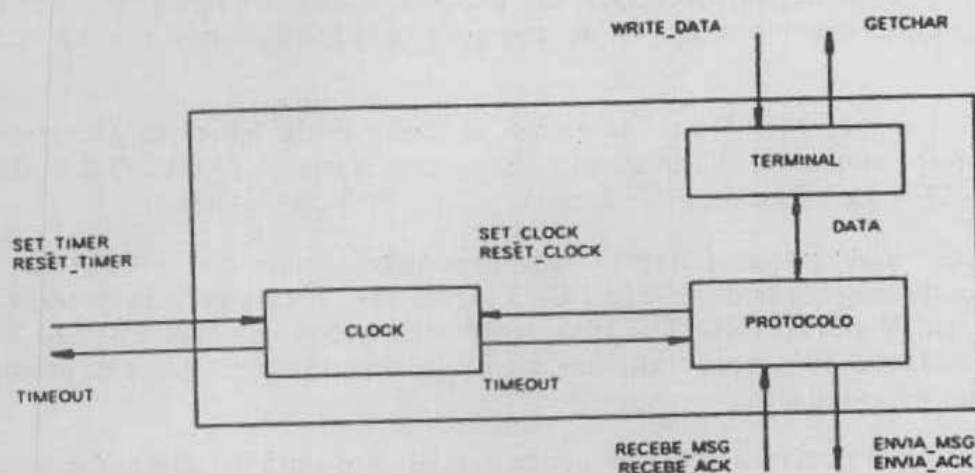 WRITE_DATA
GETCHAR
TERMINAL
DATA
SET_TIMER
RESET_TIMER
SET_CLOCK
RESET_CLOCK
CLOCK
PROTOCOLO
TIMEOUT
TIMEOUT
RECEBE_MSG
RECEBE_ACK
ENVIA_MSG
ENVIA_ACK